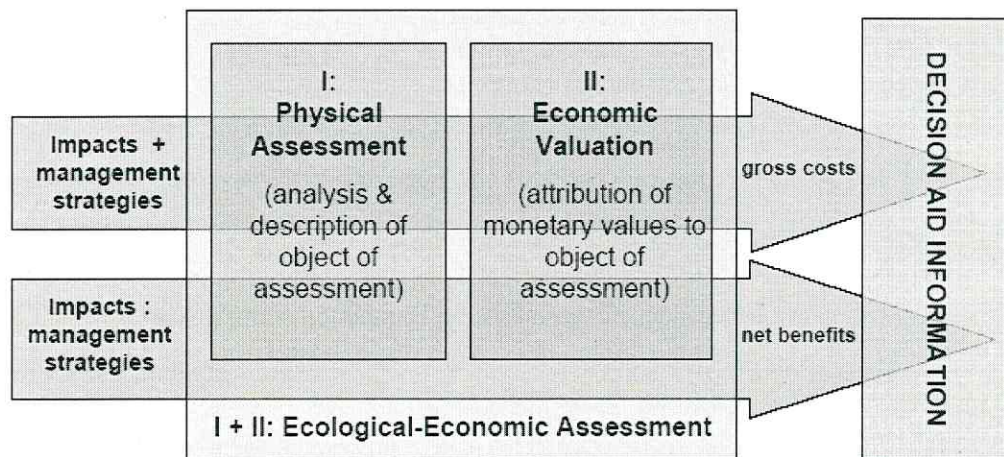 Impacts +
management
strategies
Impacts :
management
strategies
I:
Physical
Assessment
(analysis &
description of
object of
assessment)
II:
Economic
Valuation
(attribution of
monetary values to
object of
assessment)
I + II: Ecological-Economic Assessment
gross costs
net benefits
DECISION AID INFORMATION